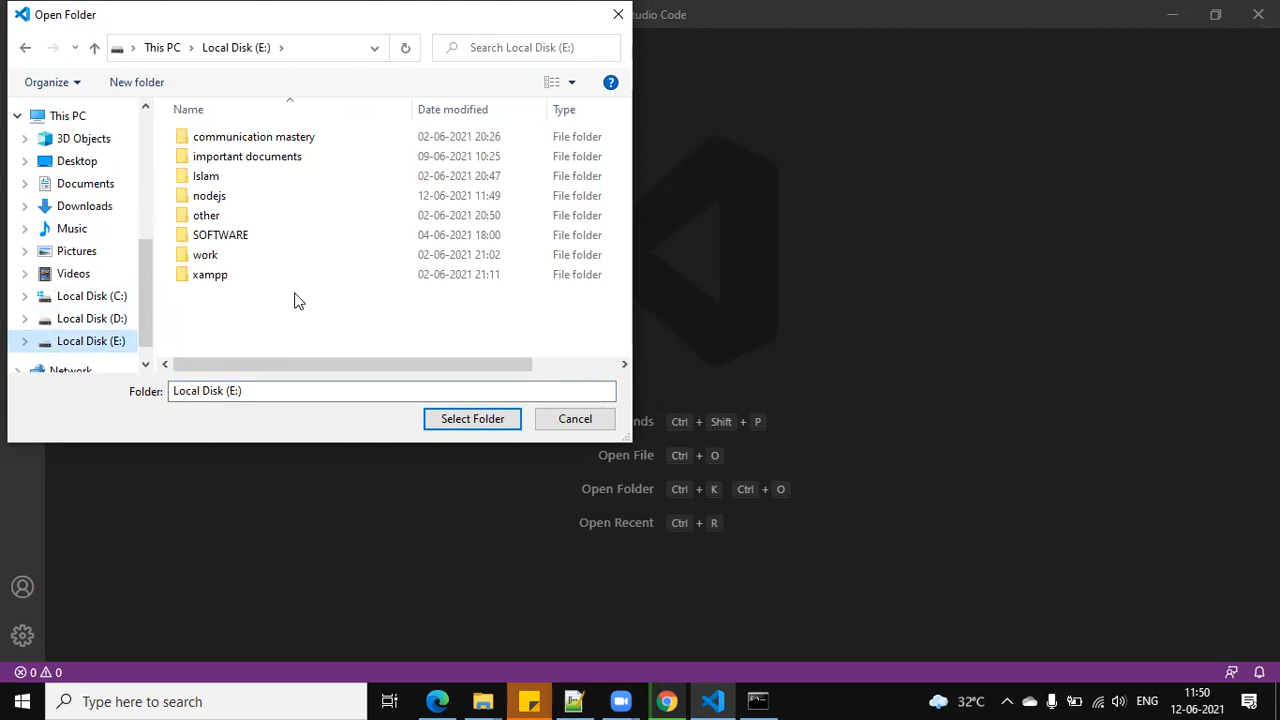 Open Folder
tudio Code
This PC
Local Disk (E:)
Search Local Disk (E:)
Organize
New folder
?
This PC
3D Objects
Desktop
Documents
Downloads
Music
Pictures
Videos
Local Disk (C:)
Local Disk (D:)
Local Disk (E:)
Network
Name Date modified Type
communication mastery 02-06-2021 20:26 File folder
important documents 09-06-2021 10:25 File folder
Islam 02-06-2021 20:47 File folder
nodejs 12-06-2021 11:49 File folder
other 02-06-2021 20:50 File folder
SOFTWARE 04-06-2021 18:00 File folder
work 02-06-2021 21:02 File folder
xampp 02-06-2021 21:11 File folder
Folder: Local Disk (E:)
Select Folder Cancel
nds Ctrl + Shift + P
Open File Ctrl + O
Open Folder Ctrl + K Ctrl + O
Open Recent Ctrl + R
0 0
Type here to search
32°C
ENG
11:50
12-06-2021